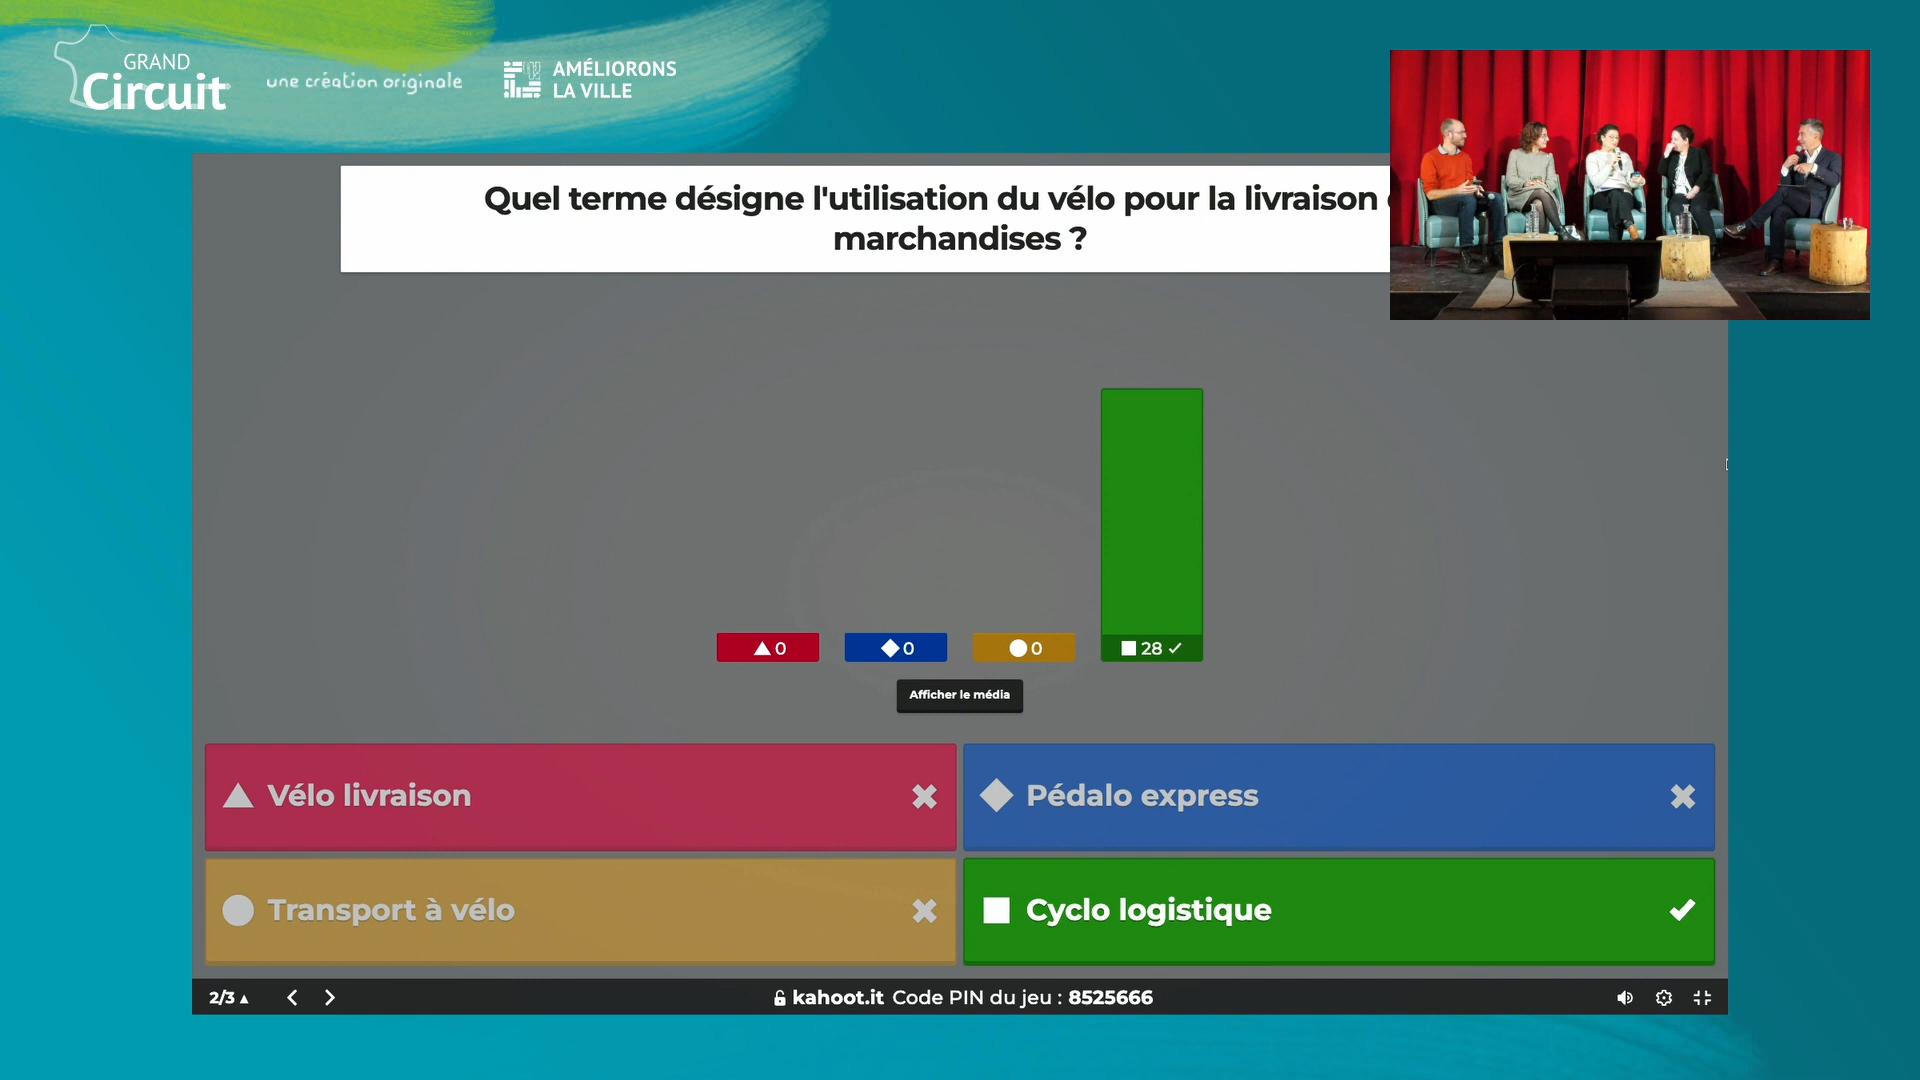 GRAND
Circuit
une création originale
AMÉLIORONS
LA VILLE
Quel terme désigne l'utilisation du vélo pour la livraison
marchandises ?
0
0
0
28
Afficher le média
Vélo livraison
Pédalo express
Transport à vélo
Cyclo logistique
2/3
kahoot.it Code PIN du jeu : 8525666